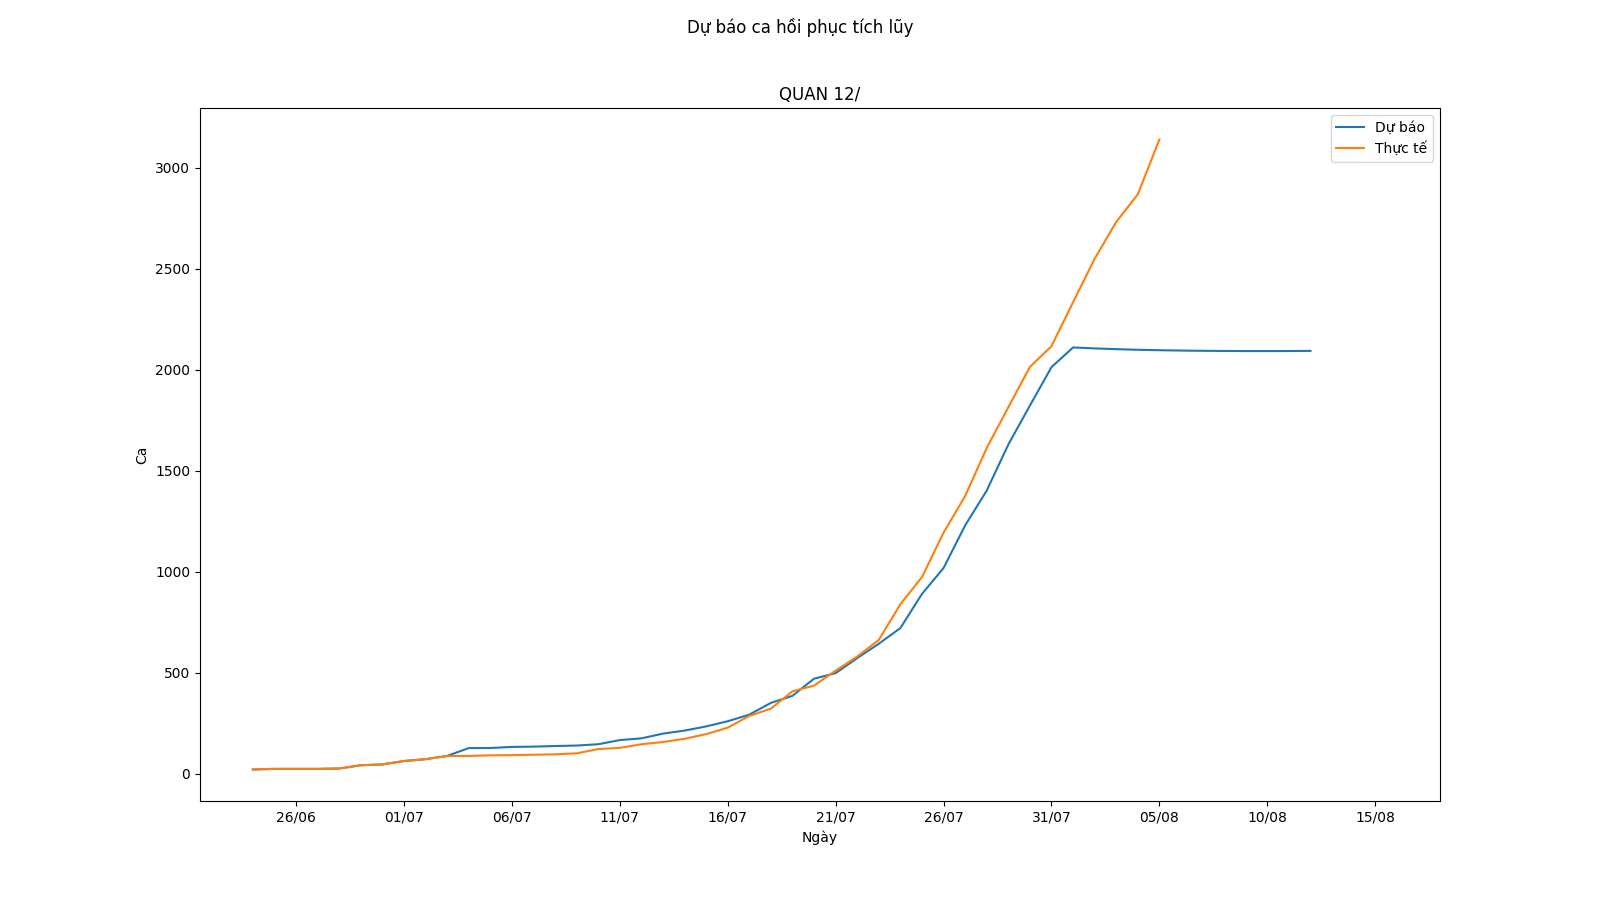 Dự báo ca hồi phục tích lũy
QUAN 12/
Dự báo
Thực tế
3000
2500
2000
1500
1000
500
0
Ca
26/06 01/07 06/07 11/07 16/07 21/07 26/07 31/07 05/08 10/08 15/08
Ngày